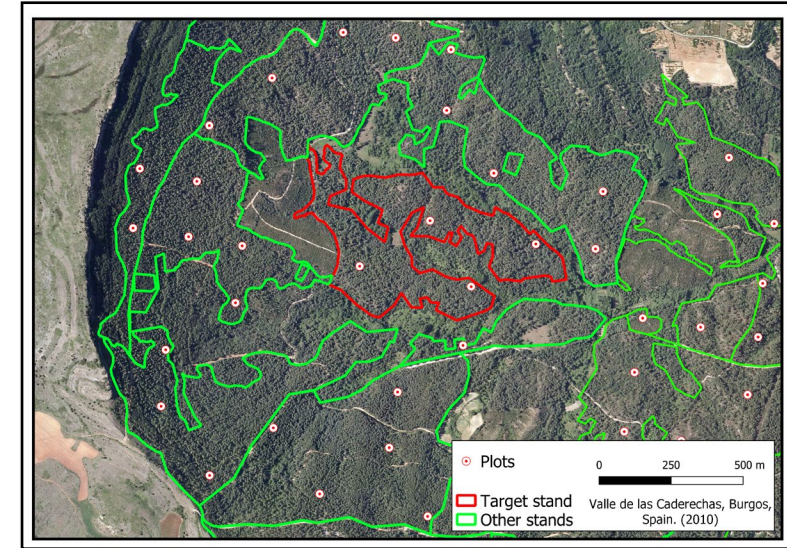 Plots
0 250 500 m
Target stand
Other stands
Valle de las Caderechas, Burgos,
Spain. (2010)